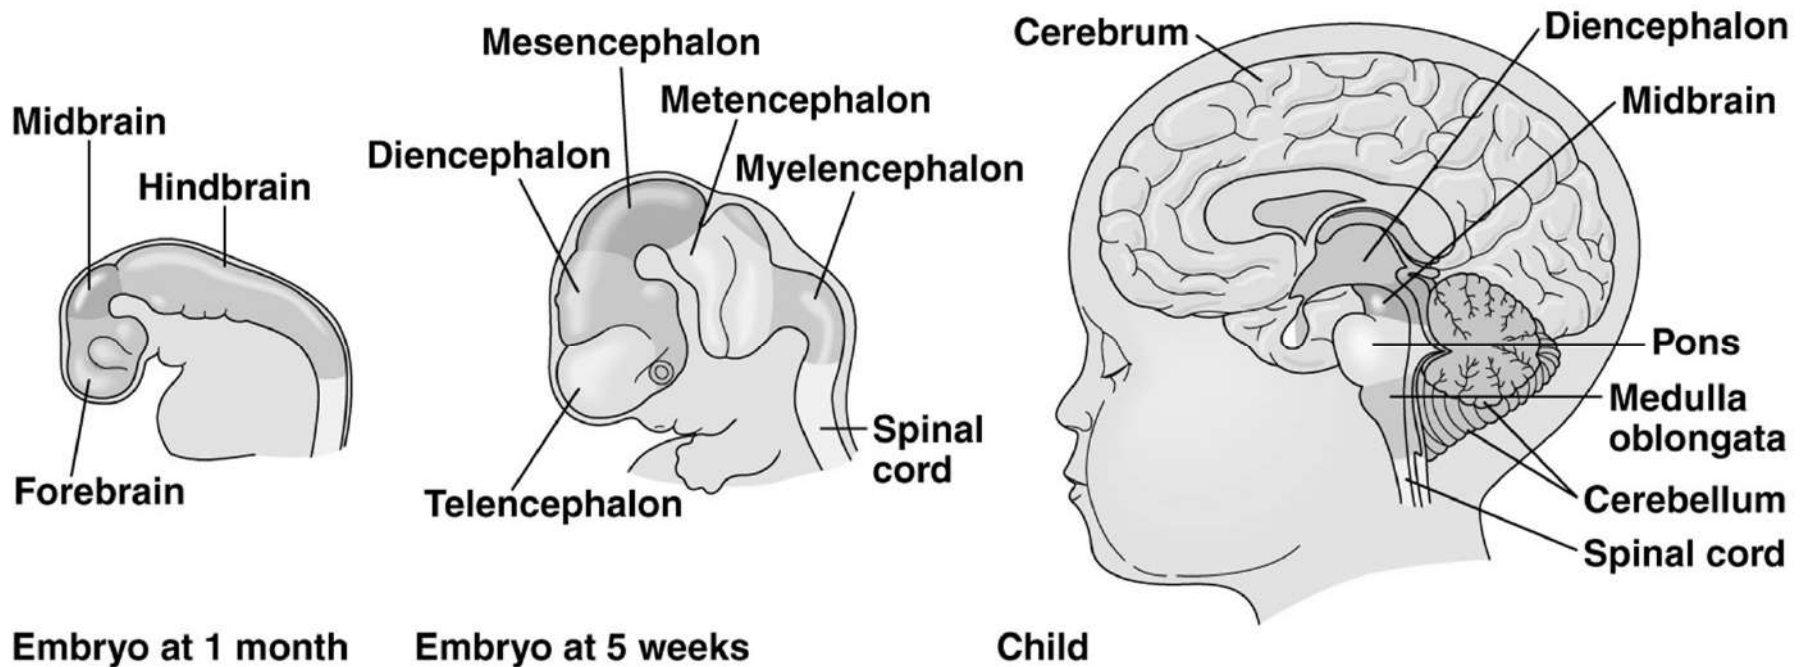 Midbrain
Hindbrain
Forebrain
Embryo at 1 month
Mesencephalon
Metencephalon
Diencephalon
Myelencephalon
Telencephalon
Spinal
cord
Embryo at 5 weeks
Cerebrum
Diencephalon
Midbrain
Pons
Medulla
oblongata
Cerebellum
Spinal cord
Child